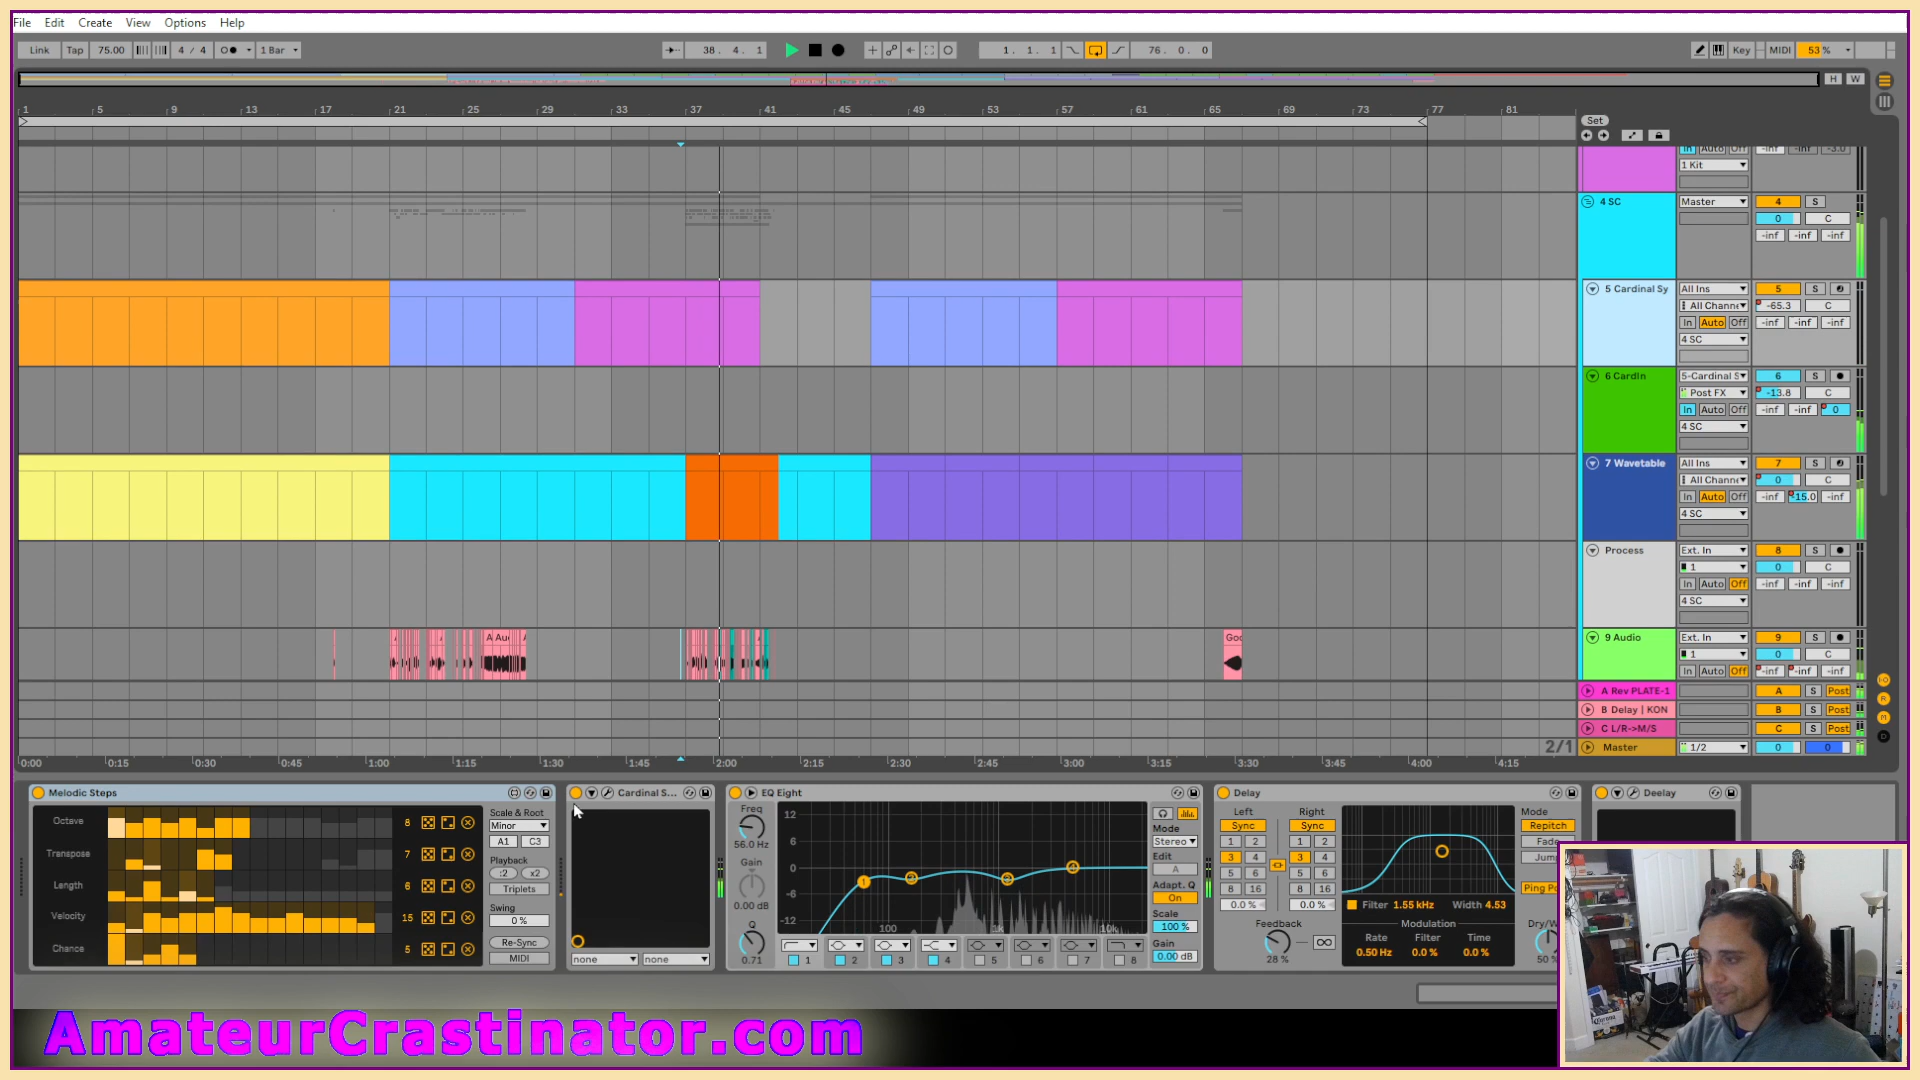 File Edit Create View Options Help
Link Tap 75.00 4 / 4 1 Bar 38. 4. 1 1. 1. 1 76. 0. 0 Key MIDI 53 %
H W
1 5 9 13 17 21 25 29 33 37 41 45 49 53 57 61 65 69 73 77 81
Set
In Auto Off -inf -inf -3.0
1 Kit
4 SC Master 4 S
0 C
-inf -inf -inf
5 Cardinal Sy All Ins 5 S
All Channe -65.3 C
In Auto Off -inf -inf -inf
4 SC
6 CardIn 5-Cardinal S 6 S
Post FX -13.8 C
In Auto Off -inf -inf 0
4 SC
7 Wavetable All Ins 7 S
All Channe 0 C
In Auto Off -inf -15.0 -inf
4 SC
Process Ext. In 8 S
1 0 C
In Auto Off -inf -inf -inf
4 SC
A Au Goo
9 Audio Ext. In 9 S
1 0 C
In Auto Off -inf -inf -inf
A Rev PLATE-1 A S Post
B Delay | KON B S Post
C L/R->M/S C S Post
2/1 Master 1/2 0 0
0:00 0:15 0:30 0:45 1:00 1:15 1:30 1:45 2:00 2:15 2:30 2:45 3:00 3:15 3:30 3:45 4:00 4:15
Melodic Steps
Octave 8
Transpose 7
Length 6
Velocity 15
Chance 5
Scale & Root
Minor
A1 C3
Playback
:2 x2
Triplets
Swing
0 %
Re-Sync
MIDI
Cardinal S...
none none
EQ Eight
Freq
56.0 Hz
Gain
0.00 dB
Q
0.71
12
6
0
-6
-12
100 1k 10k
1 2 3 4 5 6 7 8
Mode
Stereo
Edit
A
Adapt. Q
On
Scale
100 %
Gain
0.00 dB
Delay
Left Right
Sync Sync
1 2 1 2
3 4 3 4
5 6 5 6
8 16 8 16
0.0 % 0.0 %
Feedback
28 %
Filter 1.55 kHz Width 4.53
Modulation
Rate Filter Time
0.50 Hz 0.0 % 0.0 %
Mode
Repitch
Fade
Jump
Ping Po
Dry/W
50 %
Deelay
AmateurCrastinator.com